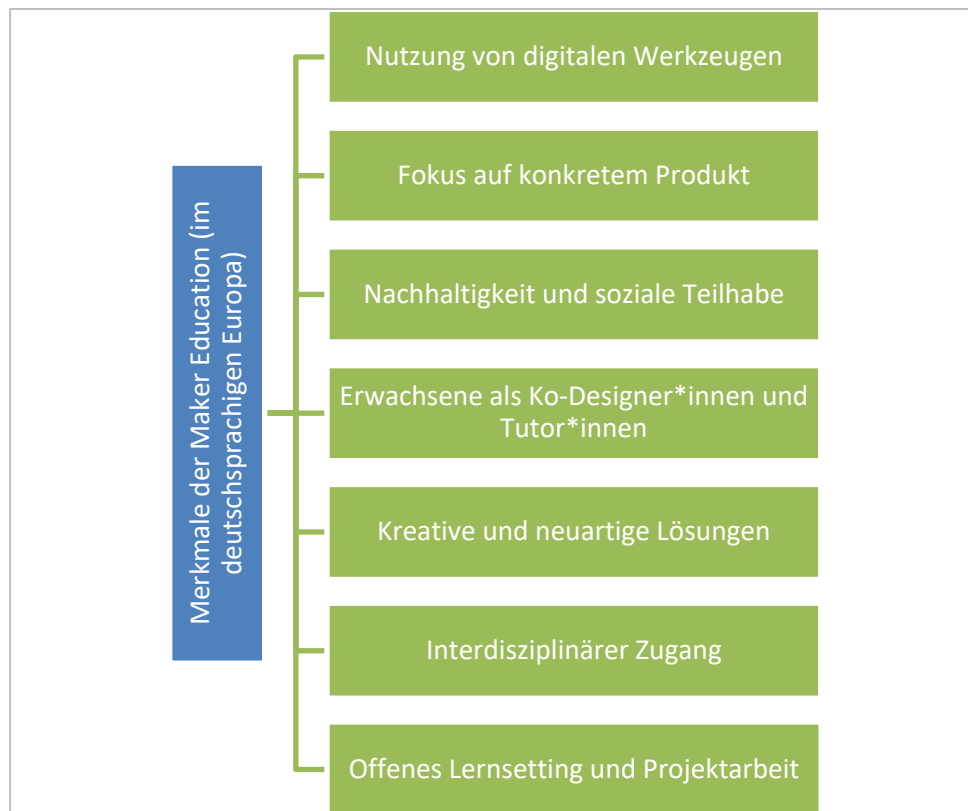 Merkmale der Maker Education (im
deutschsprachigen Europa)
Nutzung von digitalen Werkzeugen
Fokus auf konkretem Produkt
Nachhaltigkeit und soziale Teilhabe
Erwachsene als Ko-Designer*innen und
Tutor*innen
Kreative und neuartige Lösungen
Interdisziplinärer Zugang
Offenes Lernsetting und Projektarbeit